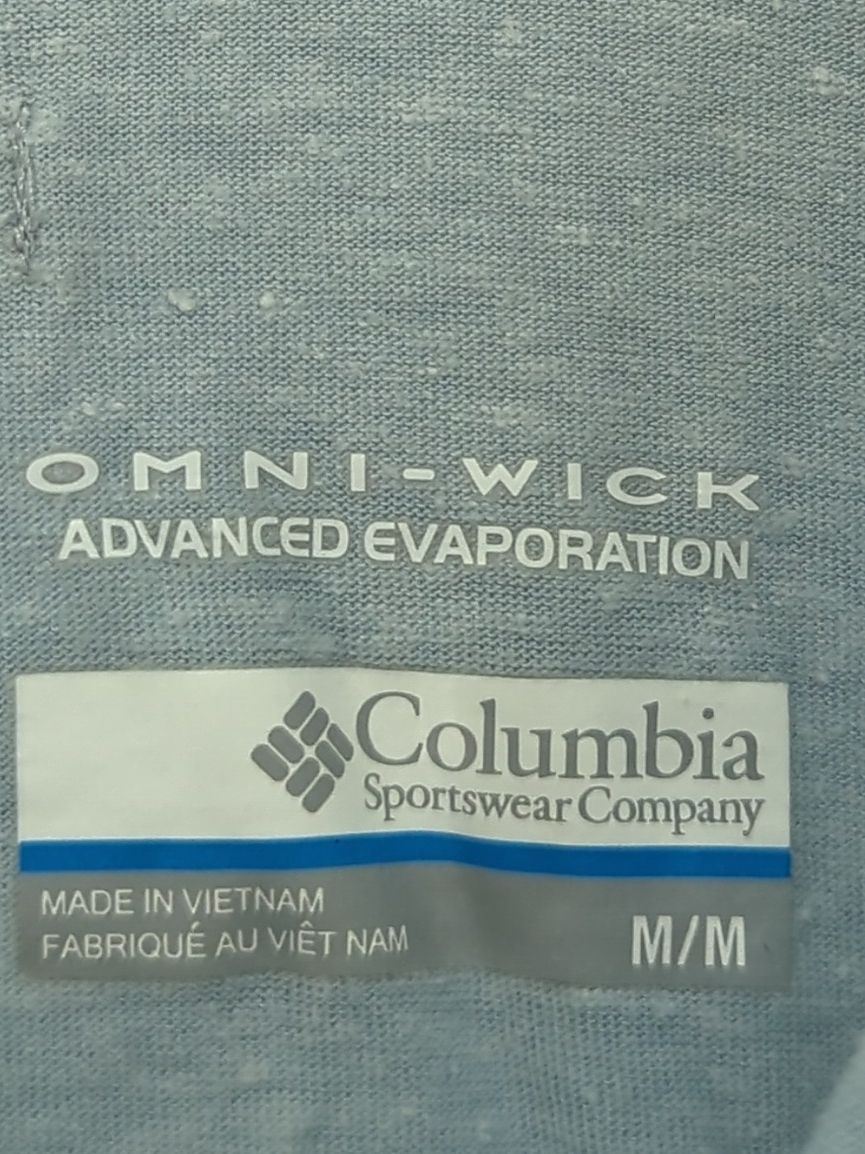 OMNI-WICK
ADVANCED EVAPORATION
Columbia
Sportswear Company
MADE IN VIETNAM
FABRIQUÉ AU VIÊT NAM
M/M